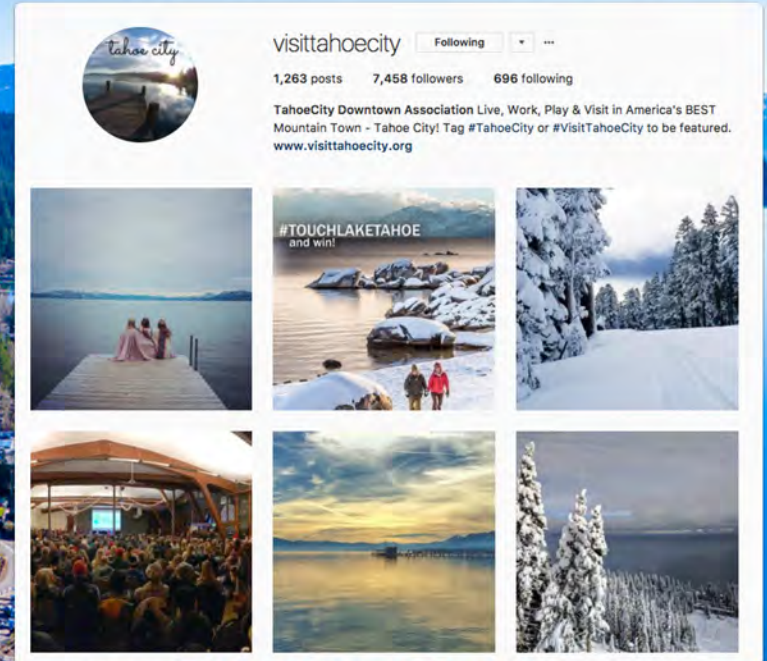 tahoe city
visittahoecity Following ▼ •••
1,263 posts 7,458 followers 696 following
TahoeCity Downtown Association Live, Work, Play & Visit in America's BEST
Mountain Town - Tahoe City! Tag #TahoeCity or #VisitTahoeCity to be featured.
www.visittahoecity.org
#TOUCHLAKETAHOE
and win!